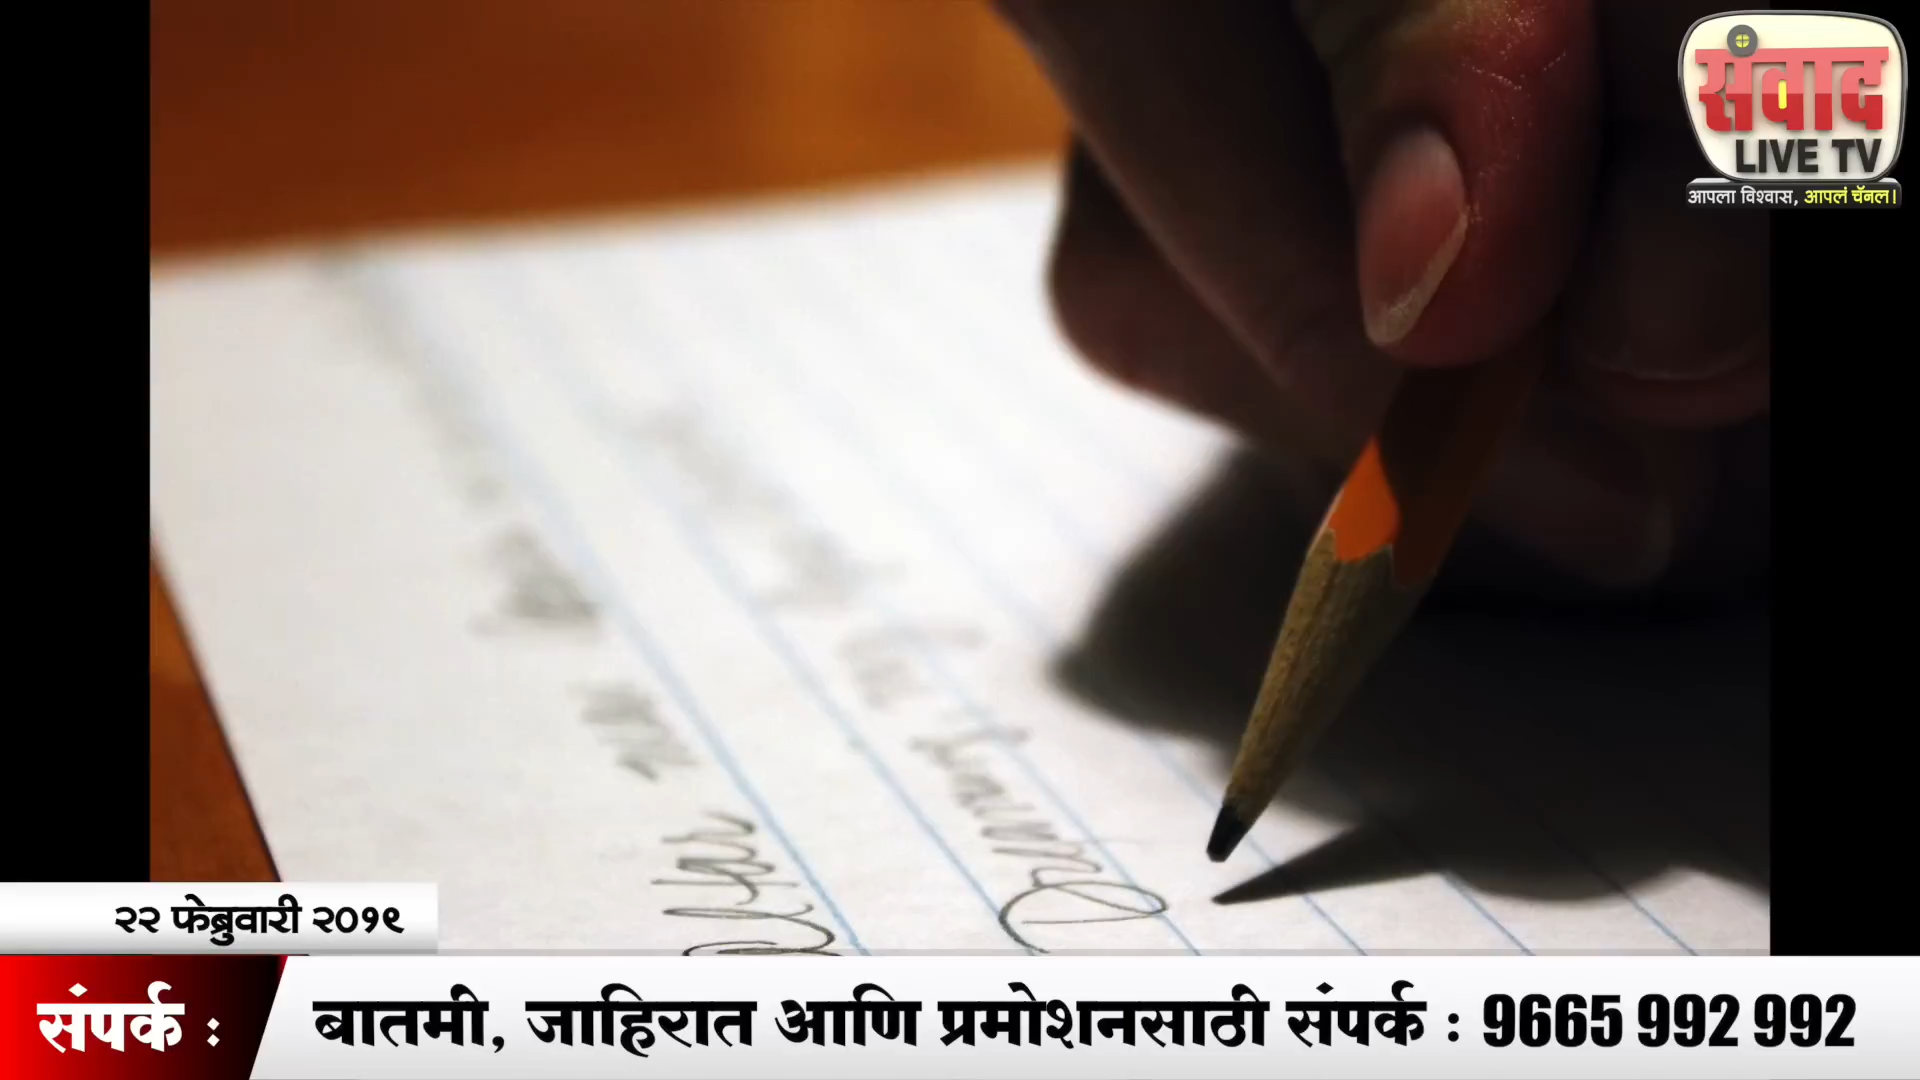 संवाद
LIVE TV
आपला विश्वास, आपलं चॅनल।
२२ फेब्रुवारी २०१९
संपर्क : बातमी, जाहिरात आणि प्रमोशनसाठी संपर्क : 9665 992 992